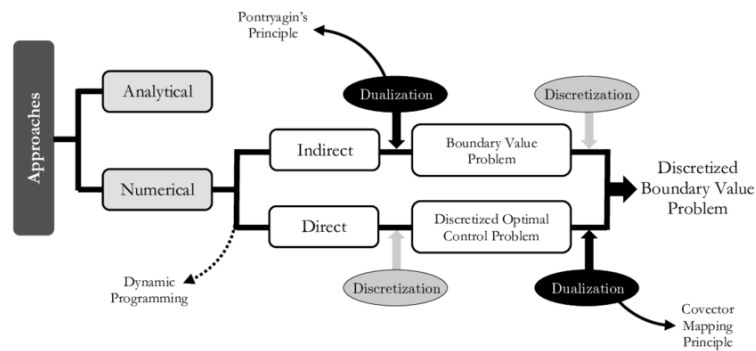 Approaches
Analytical
Numerical
Dynamic
Programming
Pontryagin's
Principle
Dualization
Indirect
Boundary Value
Problem
Discretization
Direct
Discretization
Discretized Optimal
Control Problem
Dualization
Covector
Mapping
Principle
Discretized
Boundary Value
Problem